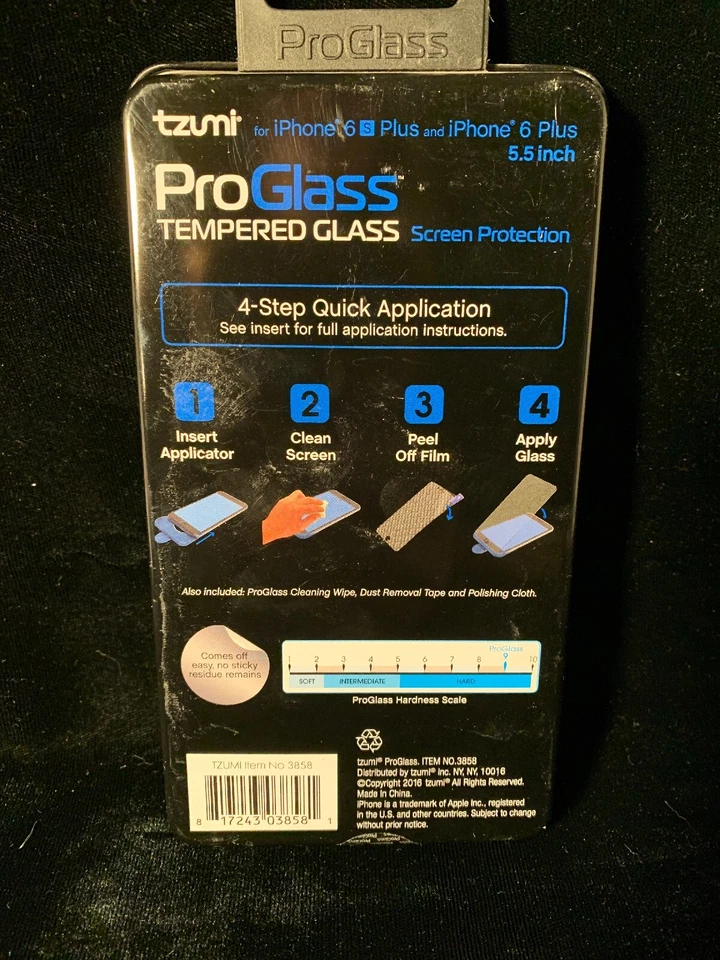 ProGlass
tzumi® for iPhone® 6 S Plus and iPhone® 6 Plus
5.5 inch
ProGlass™
TEMPERED GLASS Screen Protection
4-Step Quick Application
See insert for full application instructions.
1 2 3 4
Insert Applicator
Clean Screen
Peel Off Film
Apply Glass
Also included: ProGlass Cleaning Wipe, Dust Removal Tape and Polishing Cloth.
Comes off
easy, no sticky
residue remains
ProGlass
1 2 3 4 5 6 7 8 9 10
SOFT INTERMEDIATE HARD
ProGlass Hardness Scale
TZUMI Item No 3858
8 17243 03858 1
tzumi® ProGlass. ITEM NO.3858
Distributed by tzumi® Inc. NY, NY, 10016
©Copyright 2016 tzumi® All Rights Reserved.
Made In China.
iPhone is a trademark of Apple Inc., registered
in the U.S. and other countries. Subject to change
without prior notice.